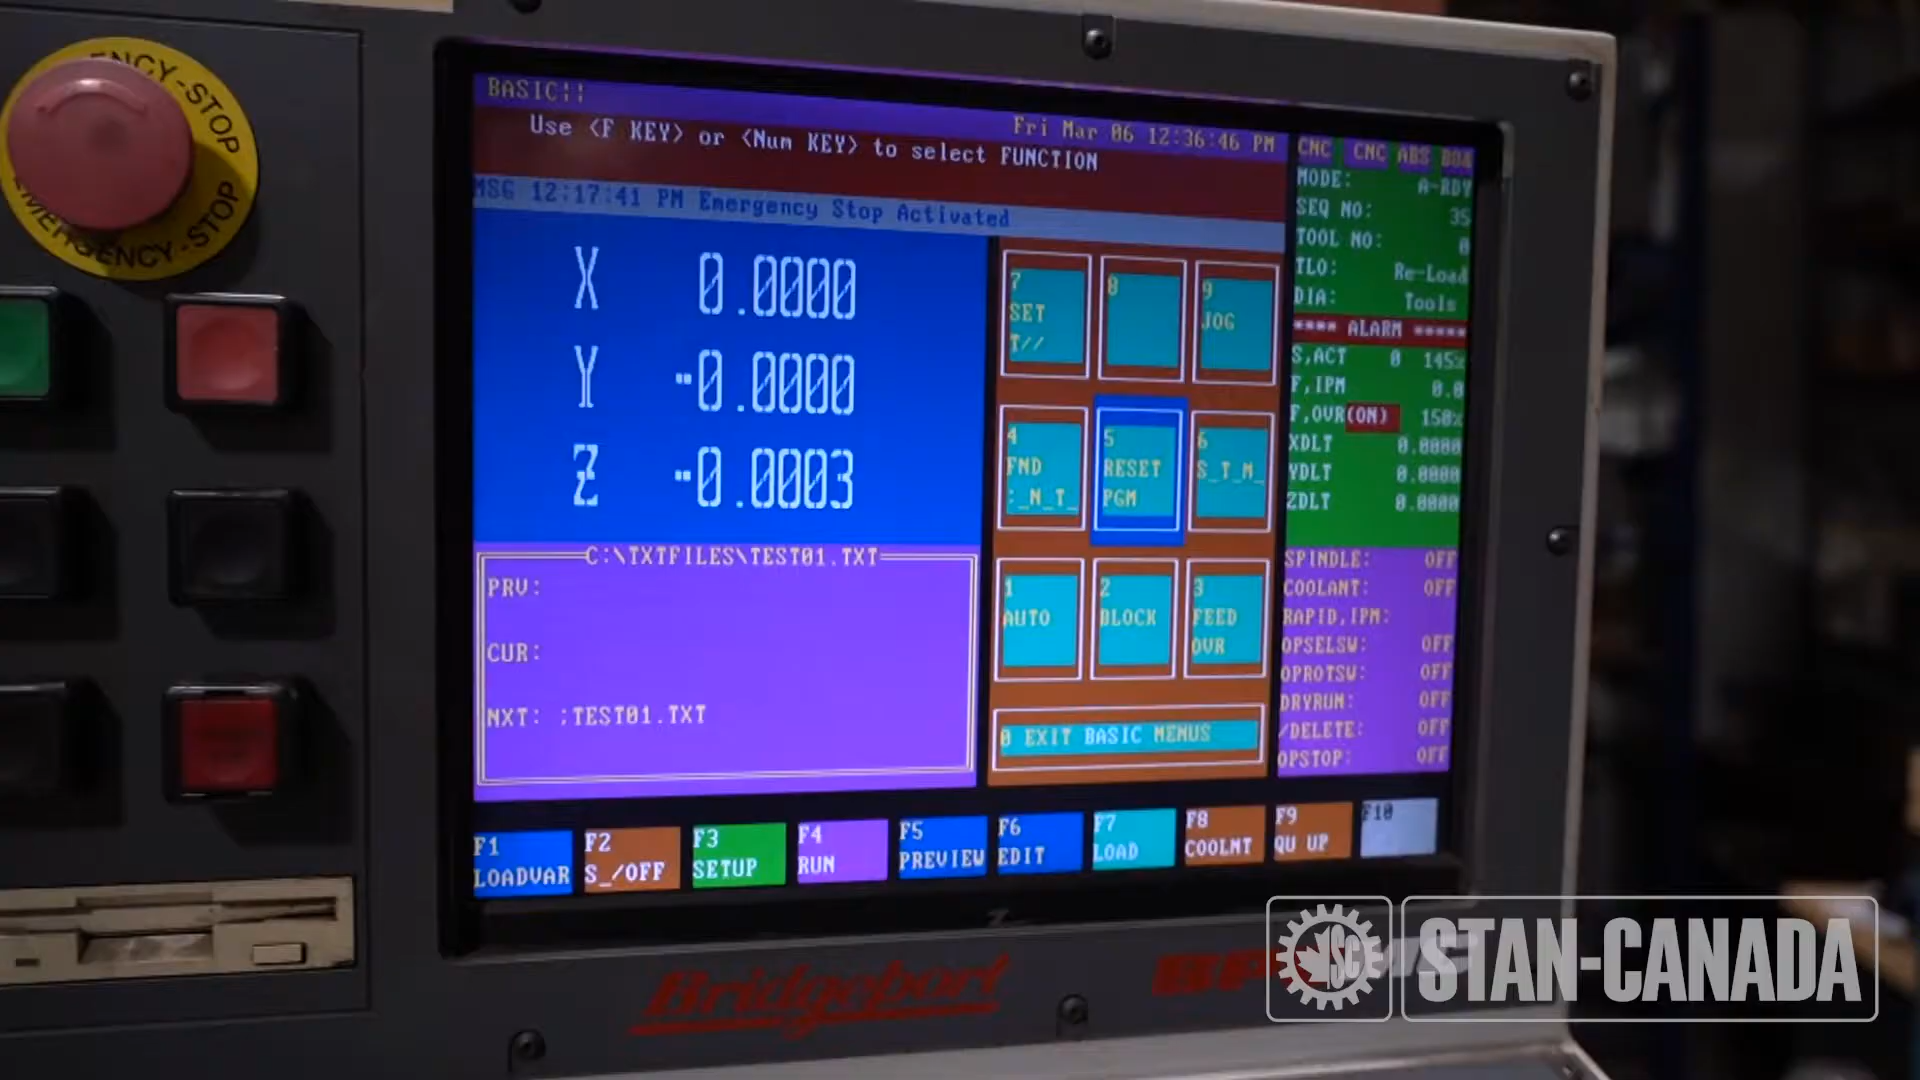 EMERGENCY-STOP
EMERGENCY-STOP
BASIC::
Fri Mar 06 12:36:46 PM
Use <F KEY> or <Num KEY> to select FUNCTION
MSG 12:17:41 PM Emergency Stop Activated
X 0.0000
Y -0.0000
Z -0.0003
C:\TXTFILES\TEST01.TXT
PRV:
CUR:
NXT: ;TEST01.TXT
7 SET T//
8
9 JOG
4 FND :_N_T_
5 RESET PGM
6 S_T_M_
1 AUTO
2 BLOCK
3 FEED OVR
0 EXIT BASIC MENUS
CNC CNC ABS
MODE: A-RDY
SEQ NO: 35
TOOL NO: 0
TLO: Re-Load
DIA: Tools
**** ALARM *****
S,ACT 0 145%
F,IPM 0.0
F,OVR(ON) 150%
XDLT 0.0000
YDLT 0.0000
ZDLT 0.0000
SPINDLE: OFF
COOLANT: OFF
RAPID,IPM:
OPSELSW: OFF
OPROTSW: OFF
DRYRUN: OFF
/DELETE: OFF
OPSTOP: OFF
F1 LOADVAR
F2 S_/OFF
F3 SETUP
F4 RUN
F5 PREVIEW
F6 EDIT
F7 LOAD
F8 COOLNT
F9 QU UP
F10
Bridgeport
SC
STAN-CANADA